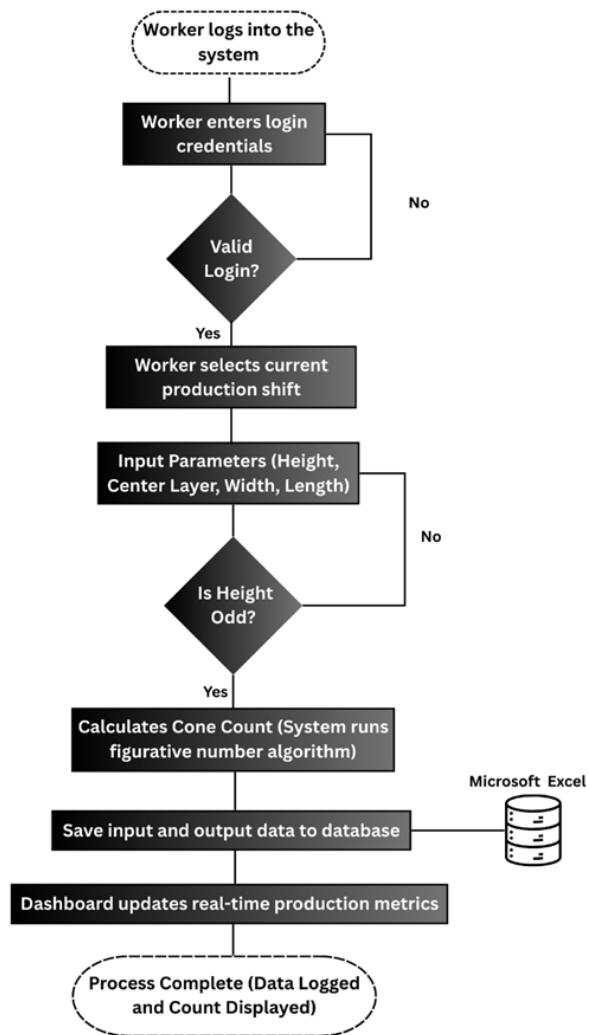 Worker logs into the
system
Worker enters login
credentials
No
Valid
Login?
Yes
Worker selects current
production shift
Input Parameters (Height,
Center Layer, Width, Length)
No
Is Height
Odd?
Yes
Calculates Cone Count (System runs
figurative number algorithm)
Microsoft Excel
Save input and output data to database
Dashboard updates real-time production metrics
Process Complete (Data Logged
and Count Displayed)